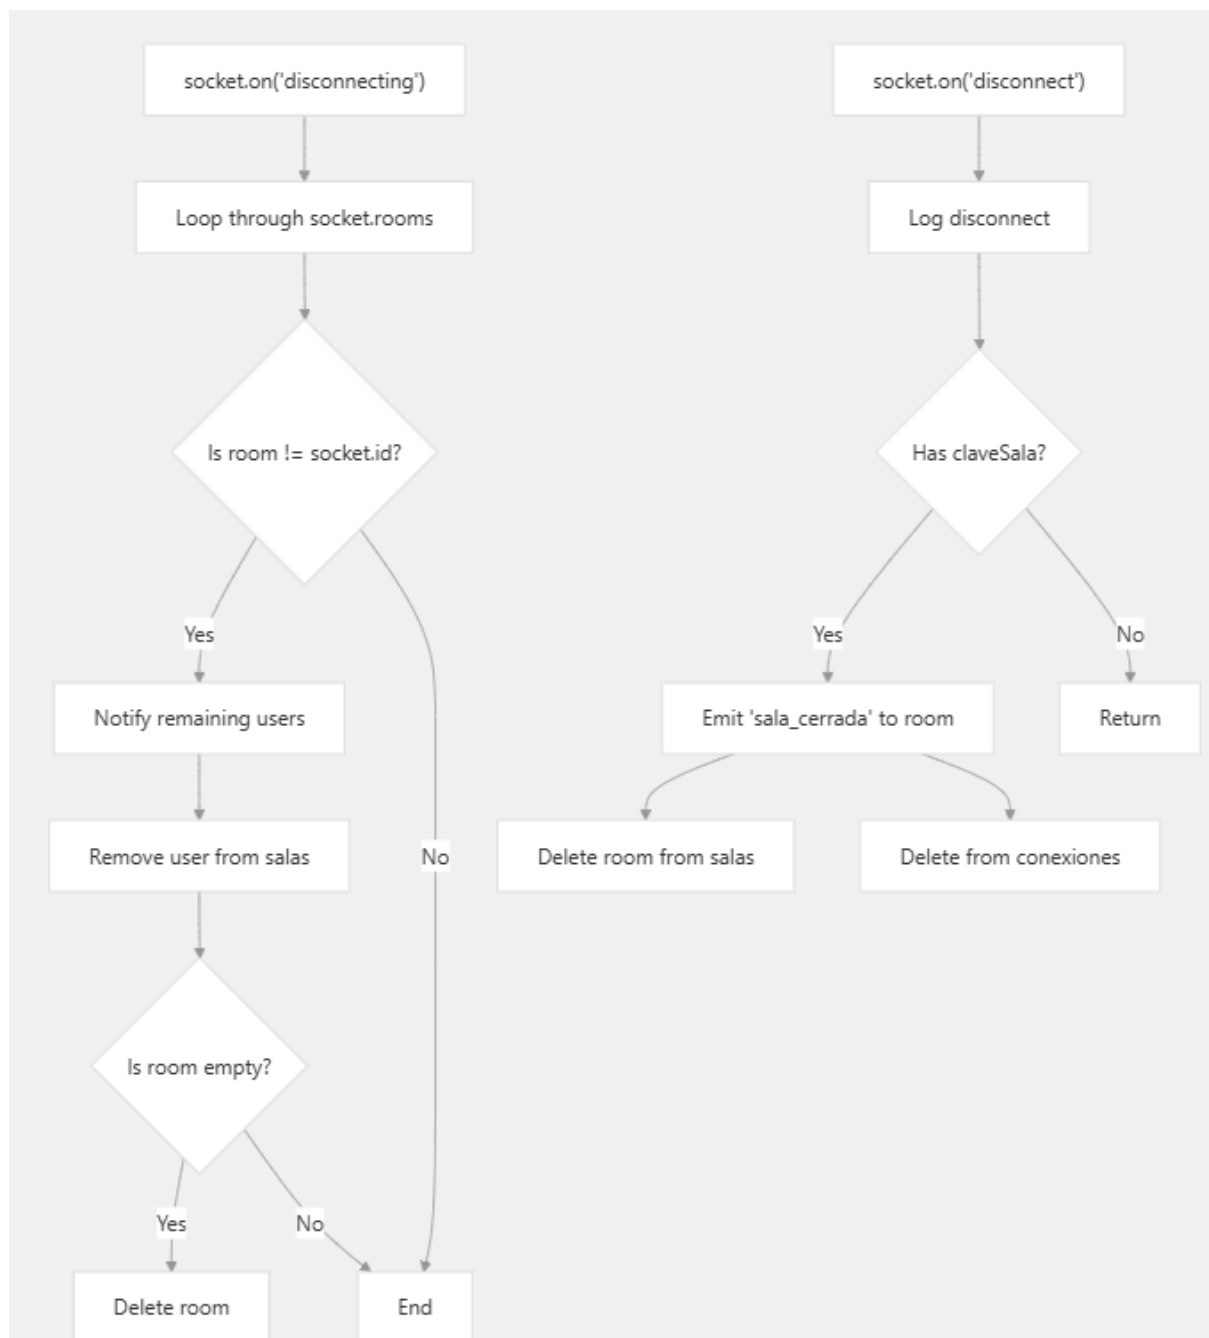 socket.on('disconnecting')
socket.on('disconnect')
Loop through socket.rooms
Log disconnect
Is room != socket.id?
Has claveSala?
Yes
Yes
No
Notify remaining users
Emit 'sala_cerrada' to room
Return
Remove user from salas
No
Delete room from salas
Delete from conexiones
Is room empty?
Yes
No
Delete room
End